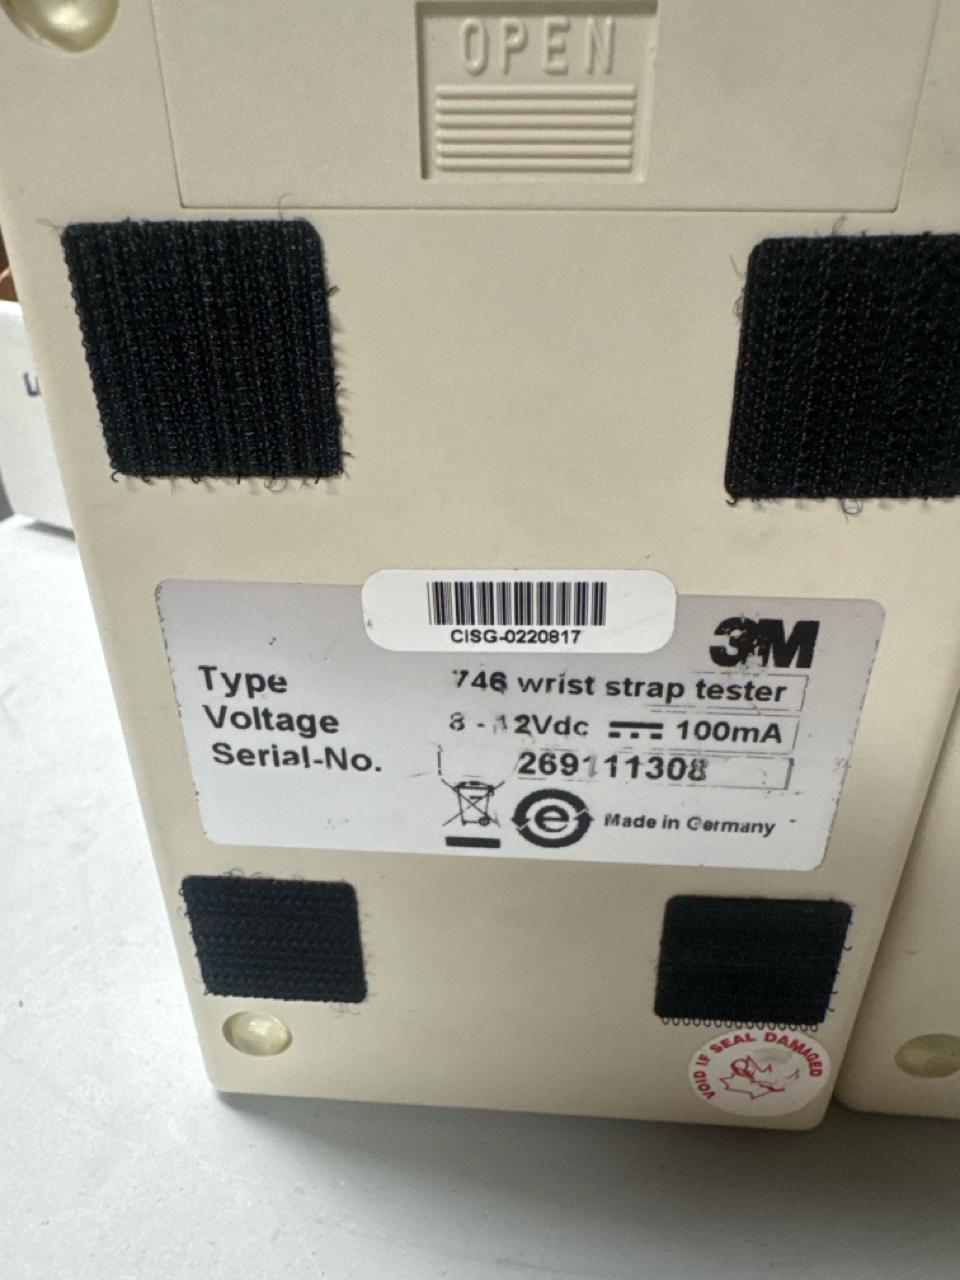 OPEN
CISG-0220817
3M
Type 746 wrist strap tester
Voltage 8 - 12Vdc 100mA
Serial-No. 269111308
e
Made in Germany
VOID IF SEAL DAMAGED